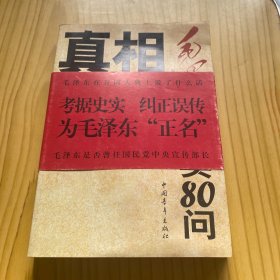 真相
毛泽东在开国大典上说了什么话
考据史实 纠正误传
为毛泽东“正名”
毛泽东是否曾任国民党中央宣传部长
实80问
中国青年出版社